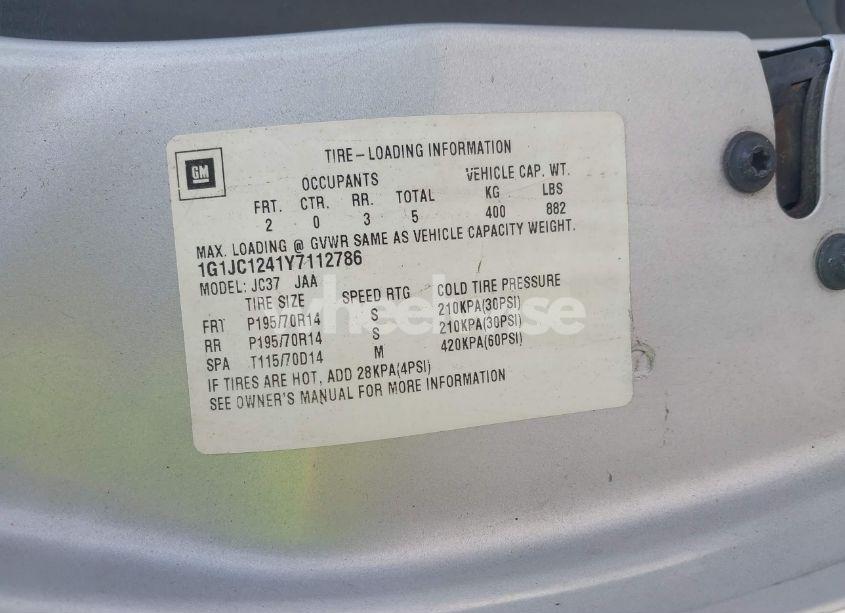 GM
TIRE-LOADING INFORMATION
OCCUPANTS VEHICLE CAP. WT.
FRT. CTR. RR. TOTAL KG LBS
2 0 3 5 400 882
MAX. LOADING @ GVWR SAME AS VEHICLE CAPACITY WEIGHT.
1G1JC1241Y7112786
MODEL: JC37 JAA
TIRE SIZE SPEED RTG COLD TIRE PRESSURE
FRT P195/70R14 S 210KPA(30PSI)
RR P195/70R14 S 210KPA(30PSI)
SPA T115/70D14 M 420KPA(60PSI)
IF TIRES ARE HOT, ADD 28KPA(4PSI)
SEE OWNER'S MANUAL FOR MORE INFORMATION